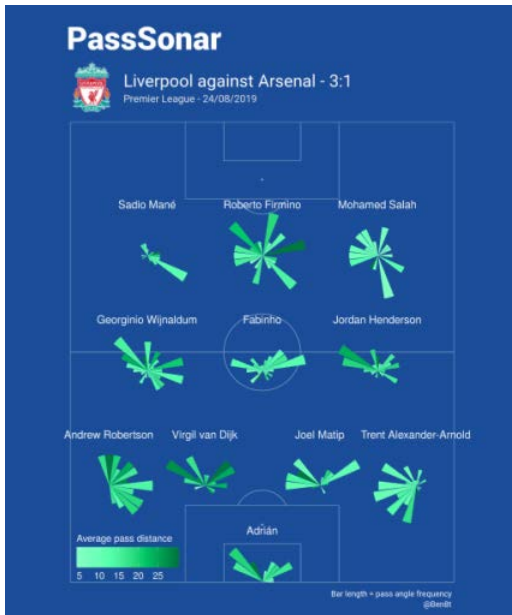 PassSonar
Liverpool against Arsenal - 3:1
Premier League - 24/08/2019
Sadio Mané
Roberto Firmino
Mohamed Salah
Georginio Wijnaldum
Fabinho
Jordan Henderson
Andrew Robertson
Virgil van Dijk
Joel Matip
Trent Alexander-Arnold
Adrián
Average pass distance
5 10 15 20 25
Bar length = pass angle frequency
@BenBt